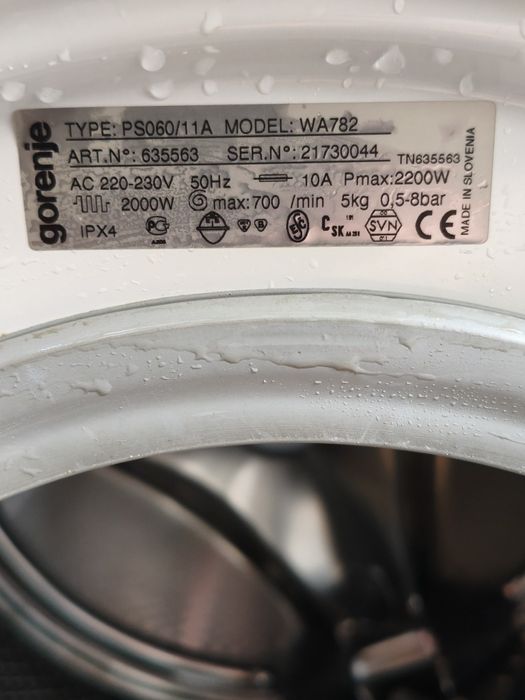 gorenje
TYPE: PS060/11A MODEL: WA782
ART.N°: 635563 SER.N°: 21730044 TN635563
AC 220-230V 50Hz 10A Pmax:2200W
2000W max:700 /min 5kg 0,5-8bar
IPX4 SVN CE
MADE IN SLOVENIA